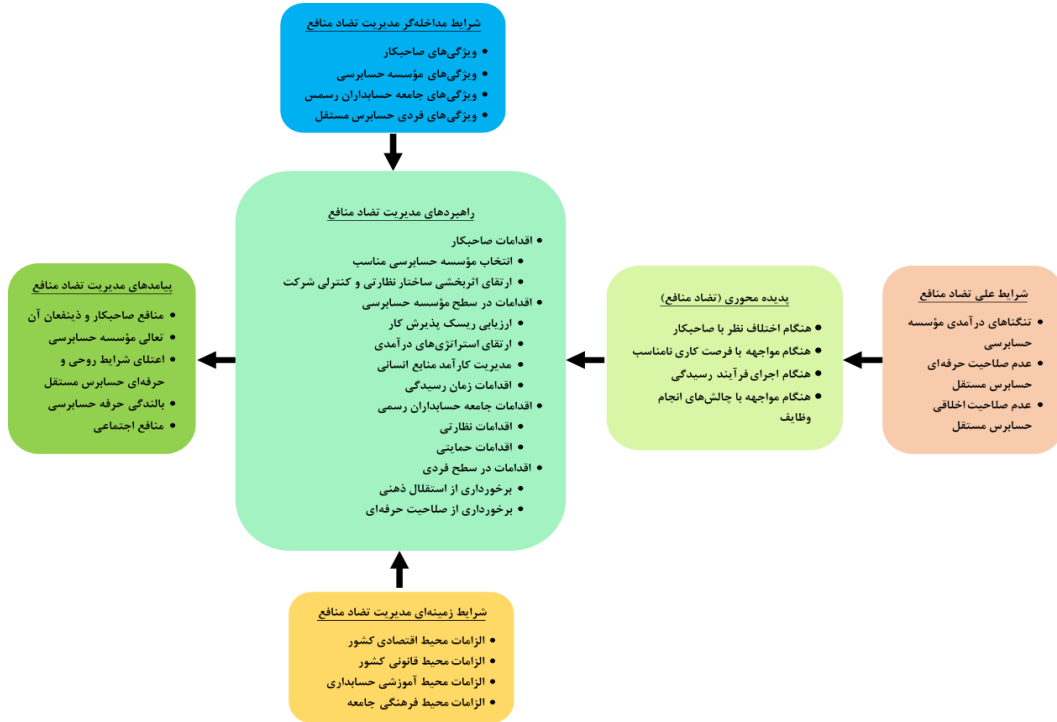 شرایط مداخله‌گر مدیریت تضاد منافع
• ویژگی‌های صاحبکار
• ویژگی‌های مؤسسه حسابرسی
• ویژگی‌های جامعه حسابداران رسمس
• ویژگی‌های فردی حسابرس مستقل
شرایط علی تضاد منافع
• تنگناهای درآمدی مؤسسه
حسابرسی
• عدم صلاحیت حرفه‌ای
حسابرس مستقل
• عدم صلاحیت اخلاقی
حسابرس مستقل
پدیده محوری (تضاد منافع)
• هنگام اختلاف نظر با صاحبکار
• هنگام مواجهه با فرصت کاری نامناسب
• هنگام اجرای فرآیند رسیدگی
• هنگام مواجهه با چالش‌های انجام
وظایف
راهبردهای مدیریت تضاد منافع
• اقدامات صاحبکار
• انتخاب مؤسسه حسابرسی مناسب
• ارتقای اثربخشی ساختار نظارتی و کنترلی شرکت
• اقدامات در سطح مؤسسه حسابرسی
• ارزیابی ریسک پذیرش کار
• ارتقای استراتژی‌های درآمدی
• مدیریت کارآمد منابع انسانی
• اقدامات زمان رسیدگی
• اقدامات جامعه حسابداران رسمی
• اقدامات نظارتی
• اقدامات حمایتی
• اقدامات در سطح فردی
• برخورداری از استقلال ذهنی
• برخورداری از صلاحیت حرفه‌ای
پیامدهای مدیریت تضاد منافع
• منافع صاحبکار و ذینفعان آن
• تعالی مؤسسه حسابرسی
• اعتلای شرایط روحی و
حرفه‌ای حسابرس مستقل
• بالندگی حرفه حسابرسی
• منافع اجتماعی
شرایط زمینه‌ای مدیریت تضاد منافع
• الزامات محیط اقتصادی کشور
• الزامات محیط قانونی کشور
• الزامات محیط آموزشی حسابداری
• الزامات محیط فرهنگی جامعه